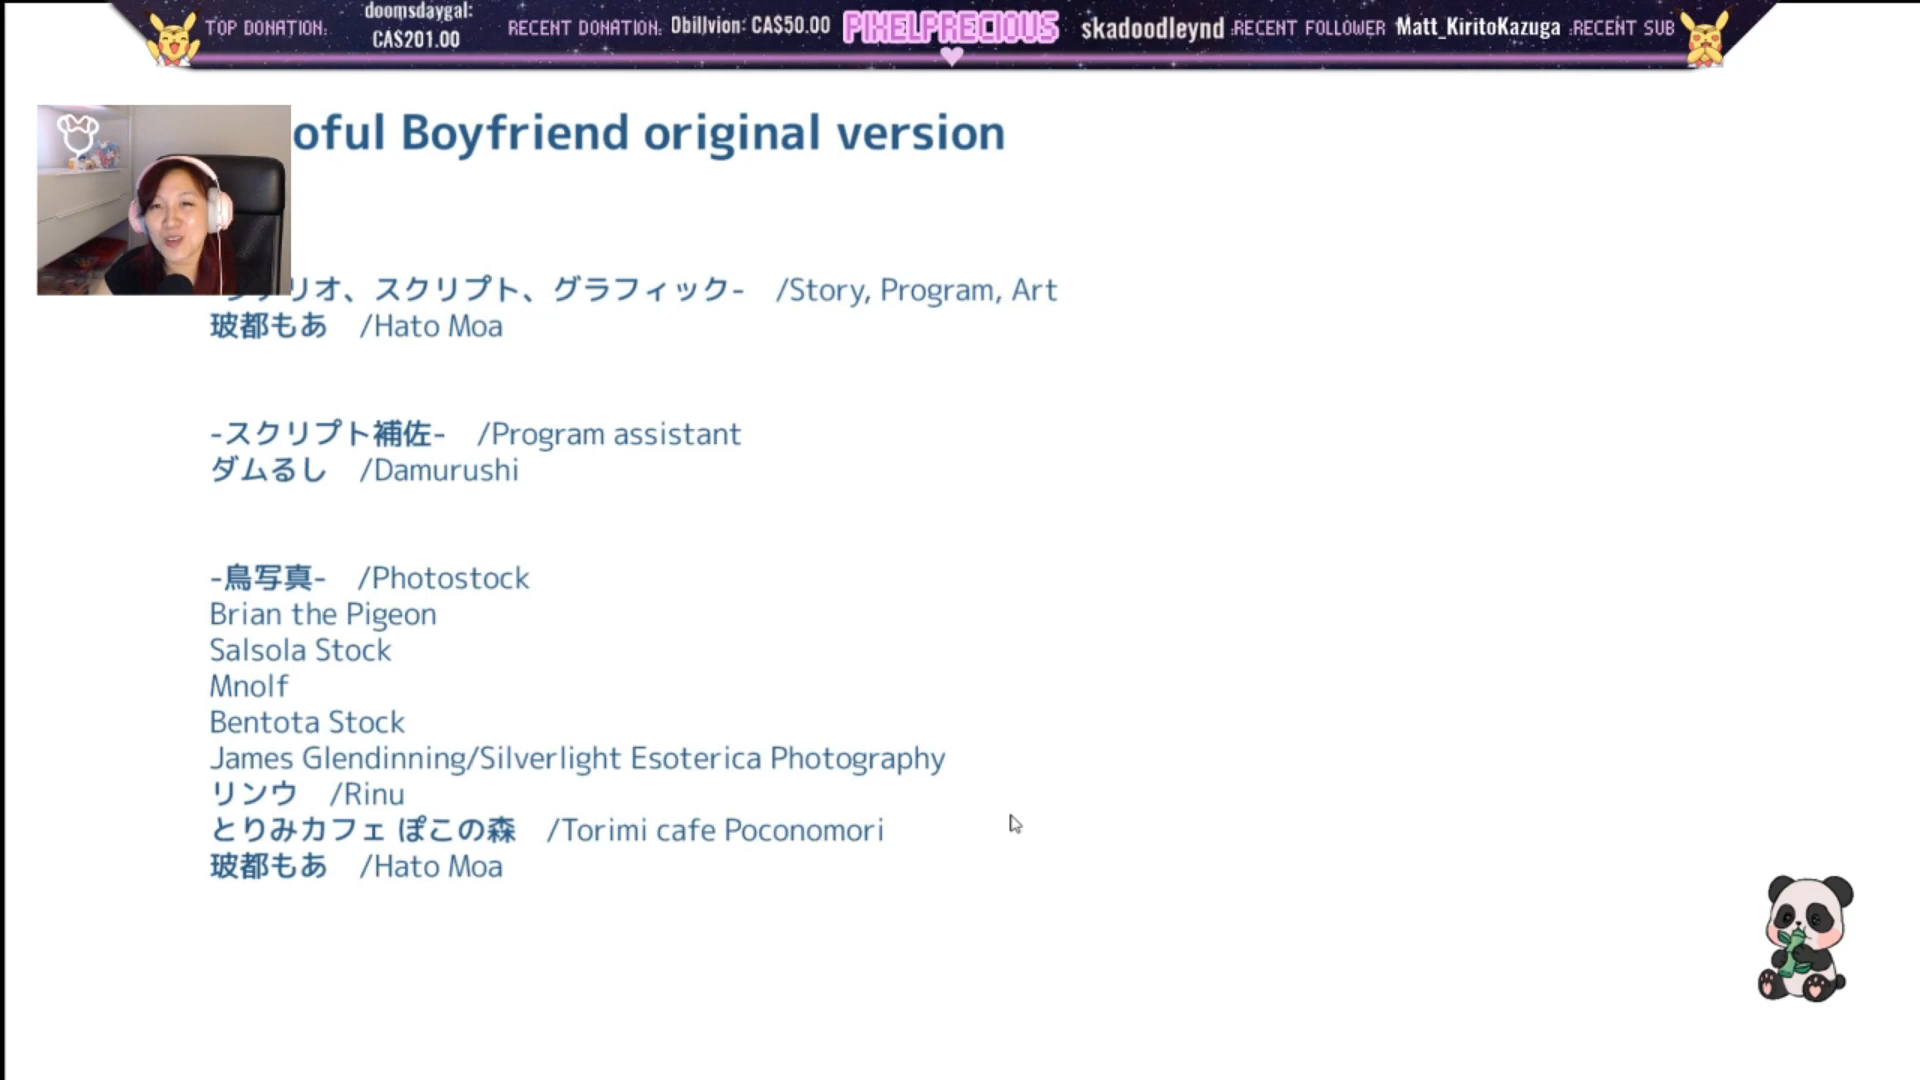 TOP DONATION: doomsdaygal: CA$201.00 RECENT DONATION: Obillvion: CA$50.00 PIXELPRECIOUS skadoodleynd :RECENT FOLLOWER Matt_KiritoKazuga :RECENT SUB
oful Boyfriend original version
リオ、スクリプト、グラフィック- /Story, Program, Art
玻都もあ /Hato Moa
-スクリプト補佐- /Program assistant
ダムるし /Damurushi
-鳥写真- /Photostock
Brian the Pigeon
Salsola Stock
Mnolf
Bentota Stock
James Glendinning/Silverlight Esoterica Photography
リンウ /Rinu
とりみカフェ ぽこの森 /Torimi cafe Poconomori
玻都もあ /Hato Moa